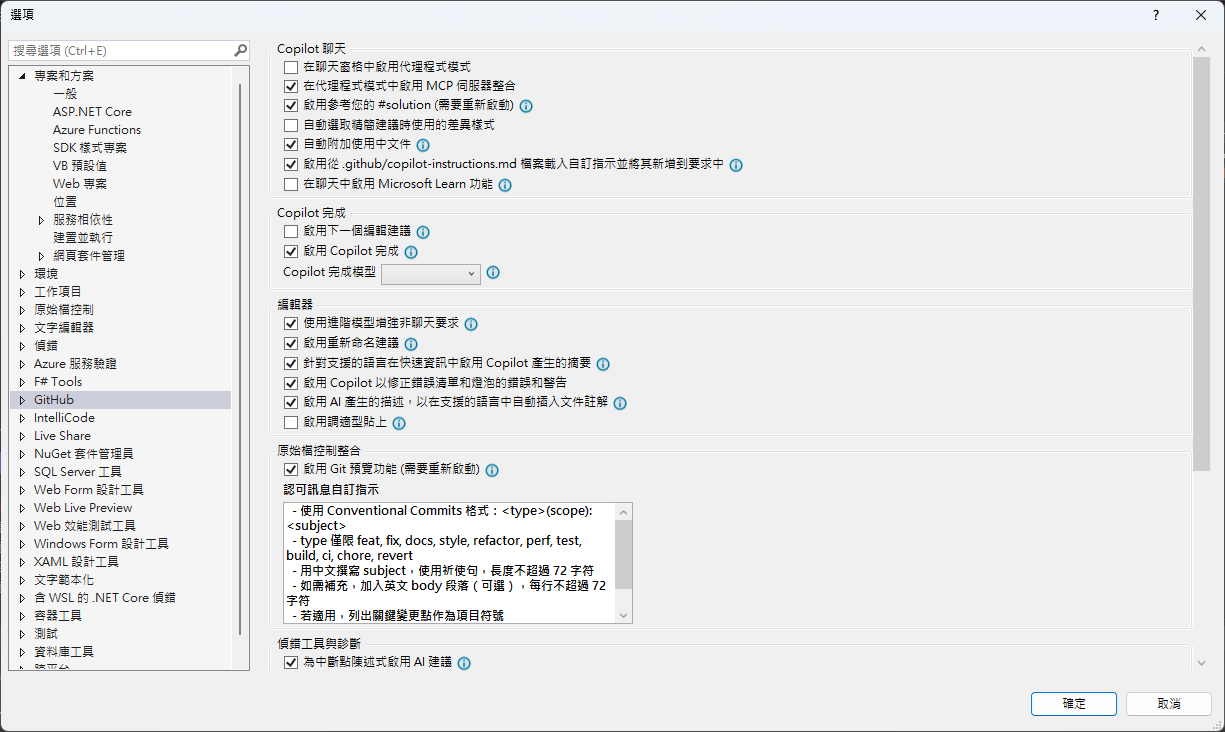 選項
搜尋選項 (Ctrl+E)
專案和方案
一般
ASP.NET Core
Azure Functions
SDK 樣式專案
VB 預設值
Web 專案
位置
服務相依性
建置並執行
網頁套件管理
環境
工作項目
原始檔控制
文字編輯器
偵錯
Azure 服務驗證
F# Tools
GitHub
IntelliCode
Live Share
NuGet 套件管理員
SQL Server 工具
Web Form 設計工具
Web Live Preview
Web 效能測試工具
Windows Form 設計工具
XAML 設計工具
文字範本化
含 WSL 的 .NET Core 偵錯
容器工具
測試
資料庫工具
跨平台
Copilot 聊天
在聊天窗格中啟用代理程式模式
在代理程式模式中啟用 MCP 伺服器整合
啟用參考您的 #solution (需要重新啟動)
自動選取精簡建議時使用的差異樣式
自動附加使用中文件
啟用從 .github/copilot-instructions.md 檔案載入自訂指示並將其新增到要求中
在聊天中啟用 Microsoft Learn 功能
Copilot 完成
啟用下一個編輯建議
啟用 Copilot 完成
Copilot 完成模型
編輯器
使用進階模型增強非聊天要求
啟用重新命名建議
針對支援的語言在快速資訊中啟用 Copilot 產生的摘要
啟用 Copilot 以修正錯誤清單和燈泡的錯誤和警告
啟用 AI 產生的描述，以在支援的語言中自動插入文件註解
啟用調適型貼上
原始檔控制整合
啟用 Git 預覽功能 (需要重新啟動)
認可訊息自訂指示
- 使用 Conventional Commits 格式：<type>(scope):
<subject>
- type 僅限 feat, fix, docs, style, refactor, perf, test,
build, ci, chore, revert
- 用中文撰寫 subject，使用祈使句，長度不超過 72 字符
- 如需補充，加入英文 body 段落（可選），每行不超過 72
字符
- 若適用，列出關鍵變更點作為項目符號
偵錯工具與診斷
為中斷點陳述式啟用 AI 建議
確定
取消